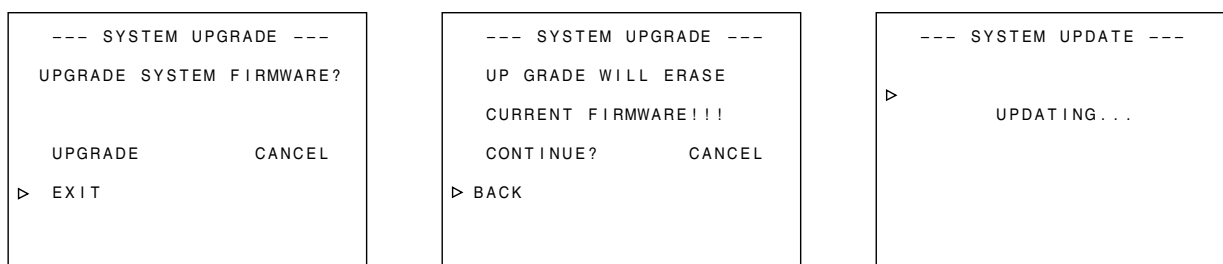 --- SYSTEM UPGRADE ---
UPGRADE SYSTEM FIRMWARE?
UPGRADE CANCEL
EXIT
--- SYSTEM UPGRADE ---
UP GRADE WILL ERASE
CURRENT FIRMWARE!!!
CONTINUE? CANCEL
BACK
--- SYSTEM UPDATE ---
UPDATING...